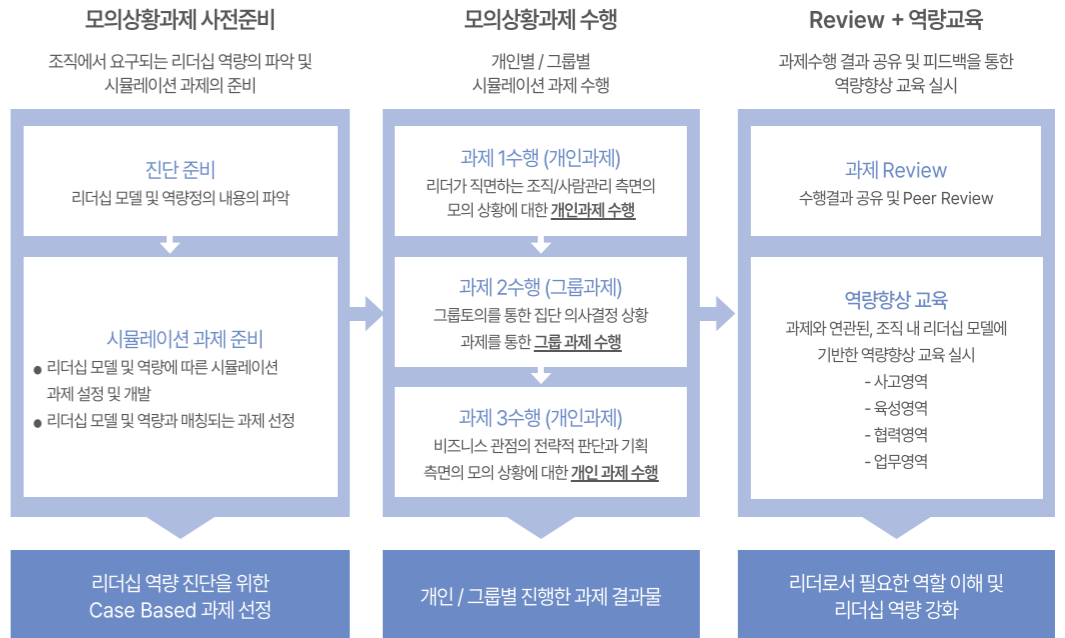 모의상황과제 사전준비
조직에서 요구되는 리더십 역량의 파악 및
시뮬레이션 과제의 준비
진단 준비
리더십 모델 및 역량정의 내용의 파악
시뮬레이션 과제 준비
● 리더십 모델 및 역량에 따른 시뮬레이션
과제 설정 및 개발
● 리더십 모델 및 역량과 매칭되는 과제 선정
리더십 역량 진단을 위한
Case Based 과제 선정
모의상황과제 수행
개인별 / 그룹별
시뮬레이션 과제 수행
과제 1수행 (개인과제)
리더가 직면하는 조직/사람관리 측면의
모의 상황에 대한 개인과제 수행
과제 2수행 (그룹과제)
그룹토의를 통한 집단 의사결정 상황
과제를 통한 그룹 과제 수행
과제 3수행 (개인과제)
비즈니스 관점의 전략적 판단과 기획
측면의 모의 상황에 대한 개인 과제 수행
개인 / 그룹별 진행한 과제 결과물
Review + 역량교육
과제수행 결과 공유 및 피드백을 통한
역량향상 교육 실시
과제 Review
수행결과 공유 및 Peer Review
역량향상 교육
과제와 연관된, 조직 내 리더십 모델에
기반한 역량향상 교육 실시
- 사고영역
- 육성영역
- 협력영역
- 업무영역
리더로서 필요한 역할 이해 및
리더십 역량 강화